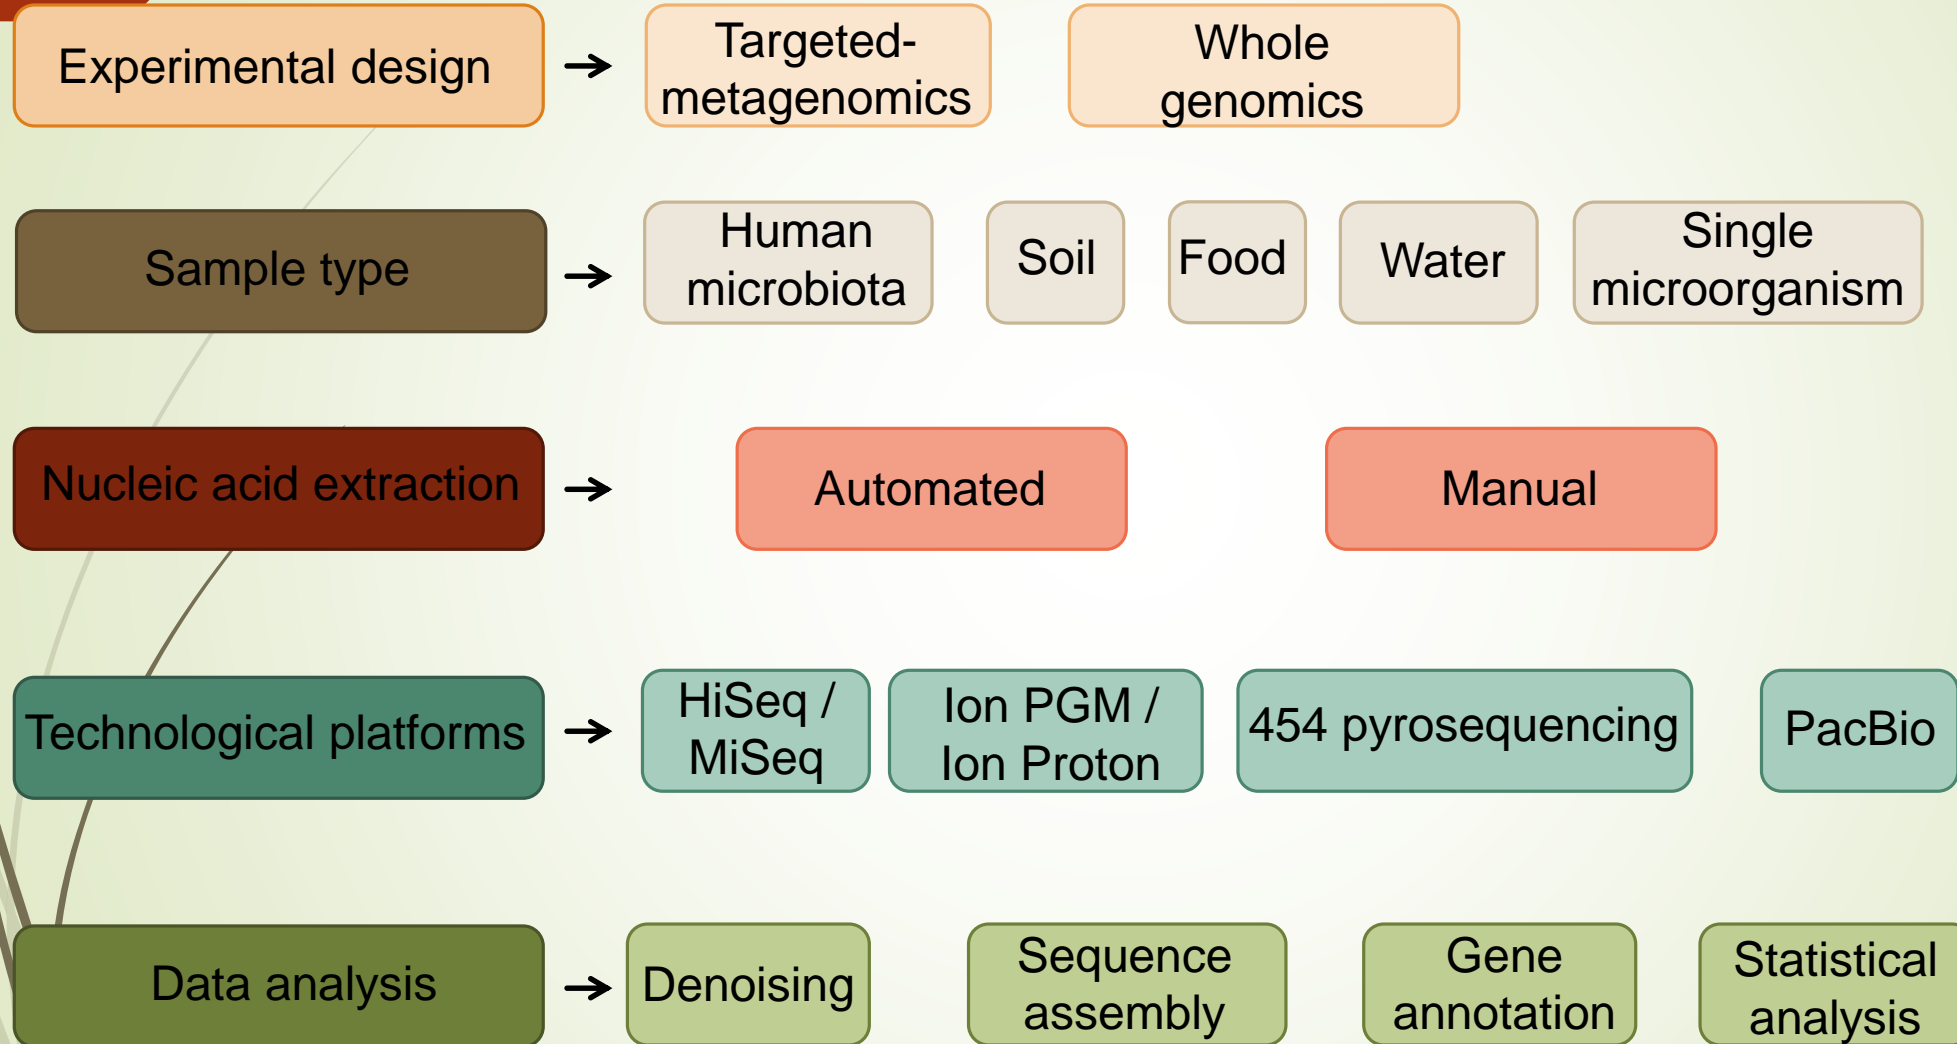 Experimental design
Targeted-
metagenomics
Whole
genomics
Sample type
Human
microbiota
Soil
Food
Water
Single
microorganism
Nucleic acid extraction
Automated
Manual
Technological platforms
HiSeq /
MiSeq
Ion PGM /
Ion Proton
454 pyrosequencing
PacBio
Data analysis
Denoising
Sequence
assembly
Gene
annotation
Statistical
analysis